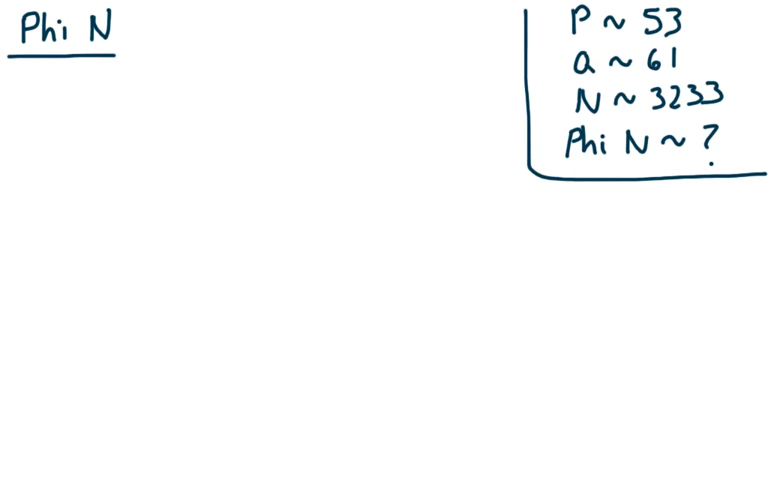 Phi N
P ~ 53
Q ~ 61
N ~ 3233
Phi N ~ ?